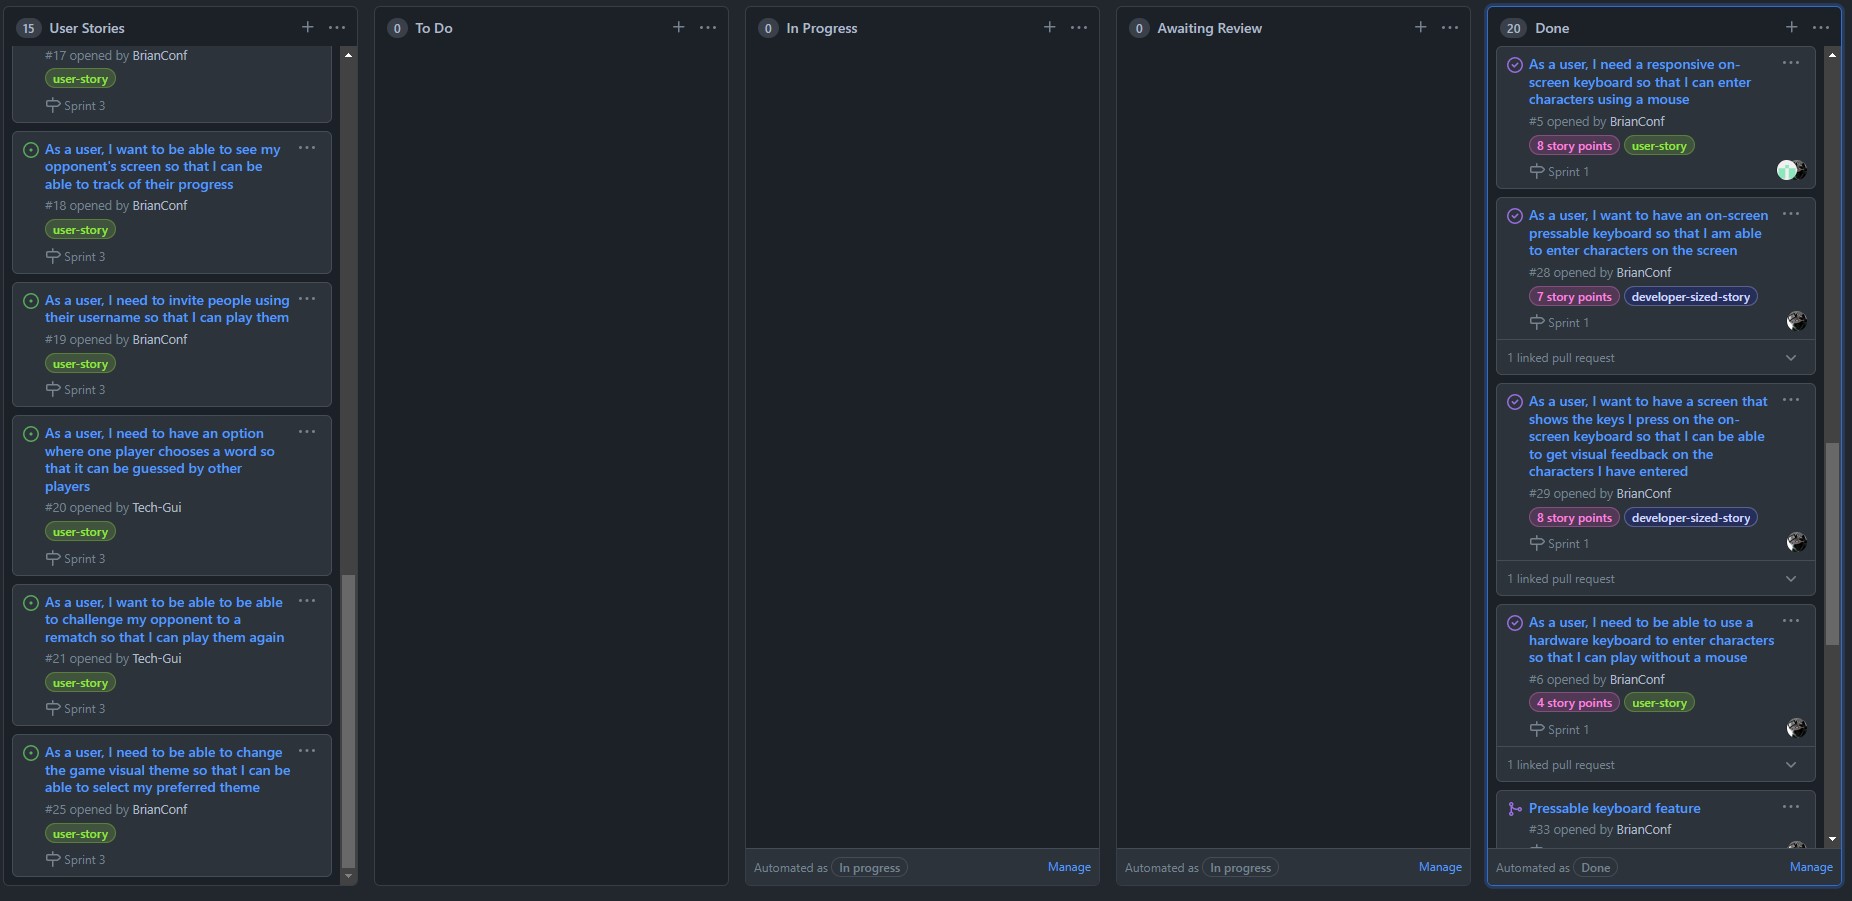 15 User Stories
#17 opened by BrianConf
user-story
Sprint 3
As a user, I want to be able to see my
opponent's screen so that I can be
able to track of their progress
#18 opened by BrianConf
user-story
Sprint 3
As a user, I need to invite people using
their username so that I can play them
#19 opened by BrianConf
user-story
Sprint 3
As a user, I need to have an option
where one player chooses a word so
that it can be guessed by other
players
#20 opened by Tech-Gui
user-story
Sprint 3
As a user, I want to be able to be able
to challenge my opponent to a
rematch so that I can play them again
#21 opened by Tech-Gui
user-story
Sprint 3
As a user, I need to be able to change
the game visual theme so that I can be
able to select my preferred theme
#25 opened by BrianConf
user-story
Sprint 3
0 To Do
0 In Progress
Automated as In progress Manage
0 Awaiting Review
Automated as In progress Manage
20 Done
As a user, I need a responsive on-
screen keyboard so that I can enter
characters using a mouse
#5 opened by BrianConf
8 story points user-story
Sprint 1
As a user, I want to have an on-screen
pressable keyboard so that I am able
to enter characters on the screen
#28 opened by BrianConf
7 story points developer-sized-story
Sprint 1
1 linked pull request
As a user, I want to have a screen that
shows the keys I press on the on-
screen keyboard so that I can be able
to get visual feedback on the
characters I have entered
#29 opened by BrianConf
8 story points developer-sized-story
Sprint 1
1 linked pull request
As a user, I need to be able to use a
hardware keyboard to enter characters
so that I can play without a mouse
#6 opened by BrianConf
4 story points user-story
Sprint 1
1 linked pull request
Pressable keyboard feature
#33 opened by BrianConf
Automated as Done Manage